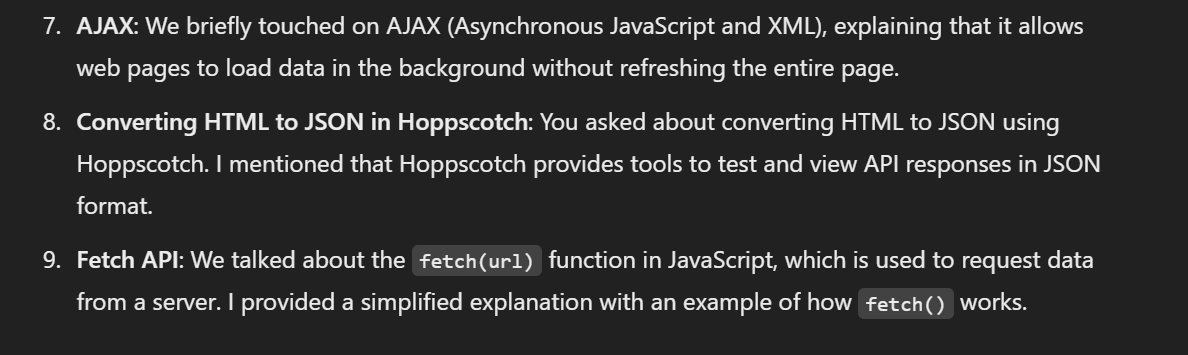 7. AJAX: We briefly touched on AJAX (Asynchronous JavaScript and XML), explaining that it allows
web pages to load data in the background without refreshing the entire page.
8. Converting HTML to JSON in Hoppscotch: You asked about converting HTML to JSON using
Hoppscotch. I mentioned that Hoppscotch provides tools to test and view API responses in JSON
format.
9. Fetch API: We talked about the fetch(url) function in JavaScript, which is used to request data
from a server. I provided a simplified explanation with an example of how fetch() works.